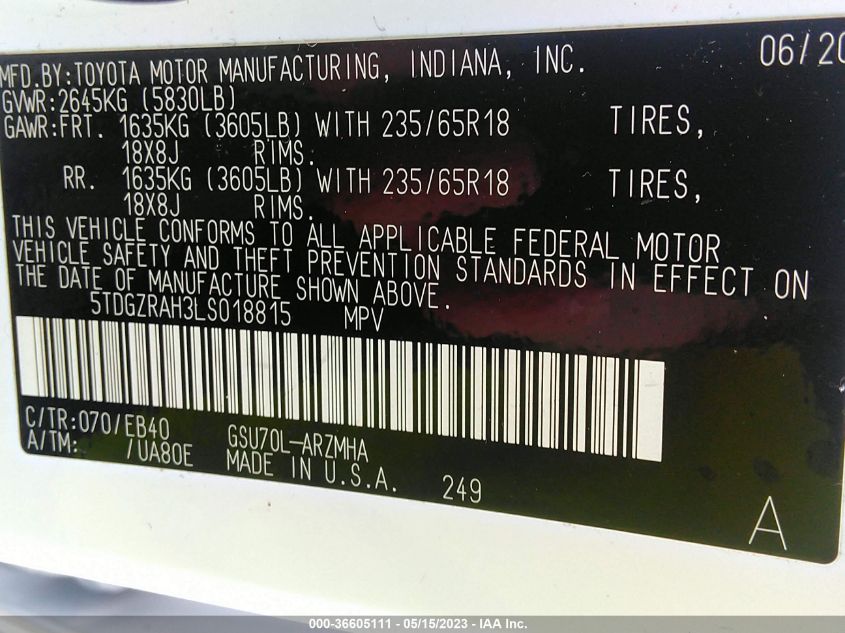 MFD.BY:TOYOTA MOTOR MANUFACTURING, INDIANA, INC. 06/20
GVWR:2645KG (5830LB)
GAWR:FRT. 1635KG (3605LB) WITH 235/65R18 TIRES,
18X8J RIMS.
RR. 1635KG (3605LB) WITH 235/65R18 TIRES,
18X8J RIMS.
THIS VEHICLE CONFORMS TO ALL APPLICABLE FEDERAL MOTOR
VEHICLE SAFETY AND THEFT PREVENTION STANDARDS IN EFFECT ON
THE DATE OF MANUFACTURE SHOWN ABOVE.
5TDGZRAH3LS018815 MPV
C/TR:070/EB40 GSU70L-ARZMHA
A/TM: /UA80E MADE IN U.S.A. 249
A
000-36605111 - 05/15/2023 - IAA Inc.